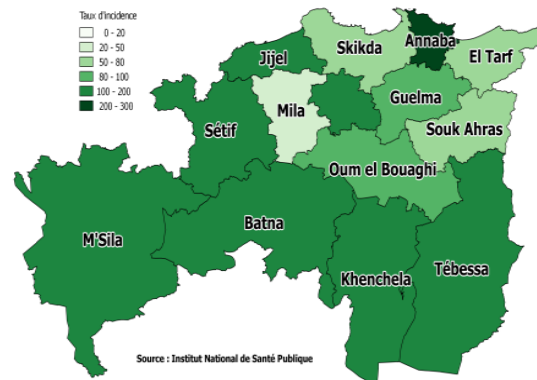 Taux d'incidence
0 - 20
20 - 50
50 - 80
80 - 100
100 - 200
200 - 300
Skikda
Annaba
El Tarf
Jijel
Guelma
Mila
Sétif
Souk Ahras
Oum el Bouaghi
Batna
M'Sila
Khenchela
Tébessa
Source : Institut National de Santé Publique